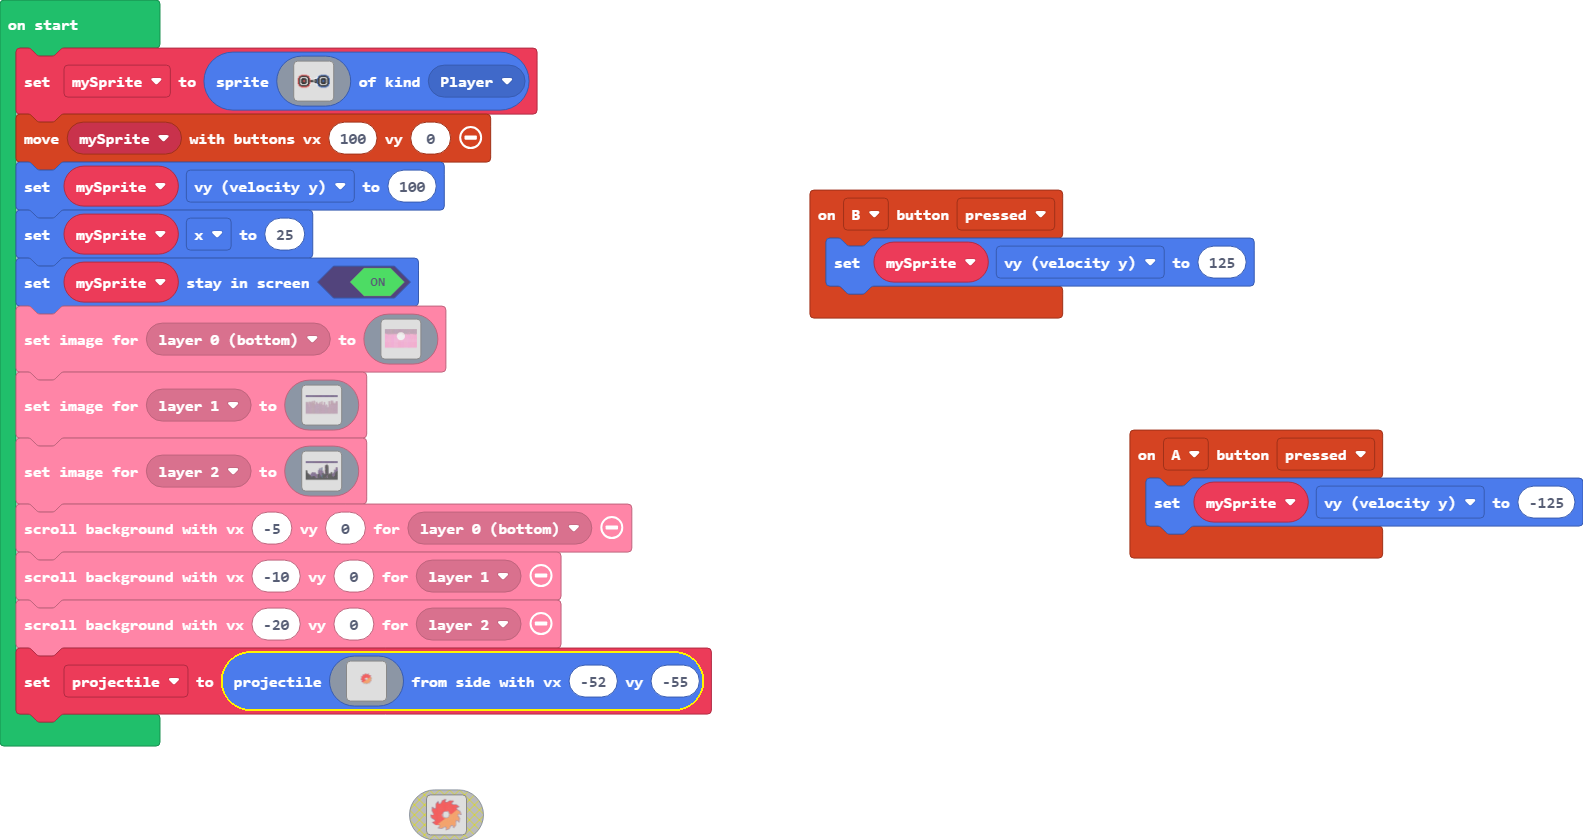 on start
set mySprite to sprite of kind Player
move mySprite with buttons vx 100 vy 0
set mySprite vy (velocity y) to 100
set mySprite x to 25
set mySprite stay in screen ON
set image for layer 0 (bottom) to
set image for layer 1 to
set image for layer 2 to
scroll background with vx -5 vy 0 for layer 0 (bottom)
scroll background with vx -10 vy 0 for layer 1
scroll background with vx -20 vy 0 for layer 2
set projectile to projectile from side with vx -52 vy -55
on B button pressed
set mySprite vy (velocity y) to 125
on A button pressed
set mySprite vy (velocity y) to -125